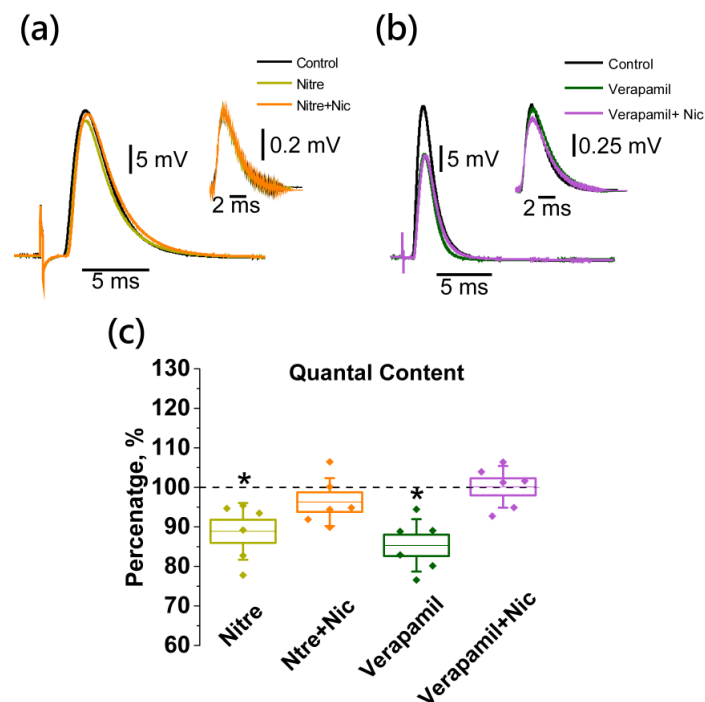 (a)
Control
Nitre
Nitre+Nic
5 mV
0.2 mV
2 ms
5 ms
(b)
Control
Verapamil
Verapamil+ Nic
5 mV
0.25 mV
2 ms
5 ms
(c)
Quantal Content
Percenatge, %
130
120
110
100
90
80
70
60
*
*
Nitre
Ntre+Nic
Verapamil
Verapamil+Nic